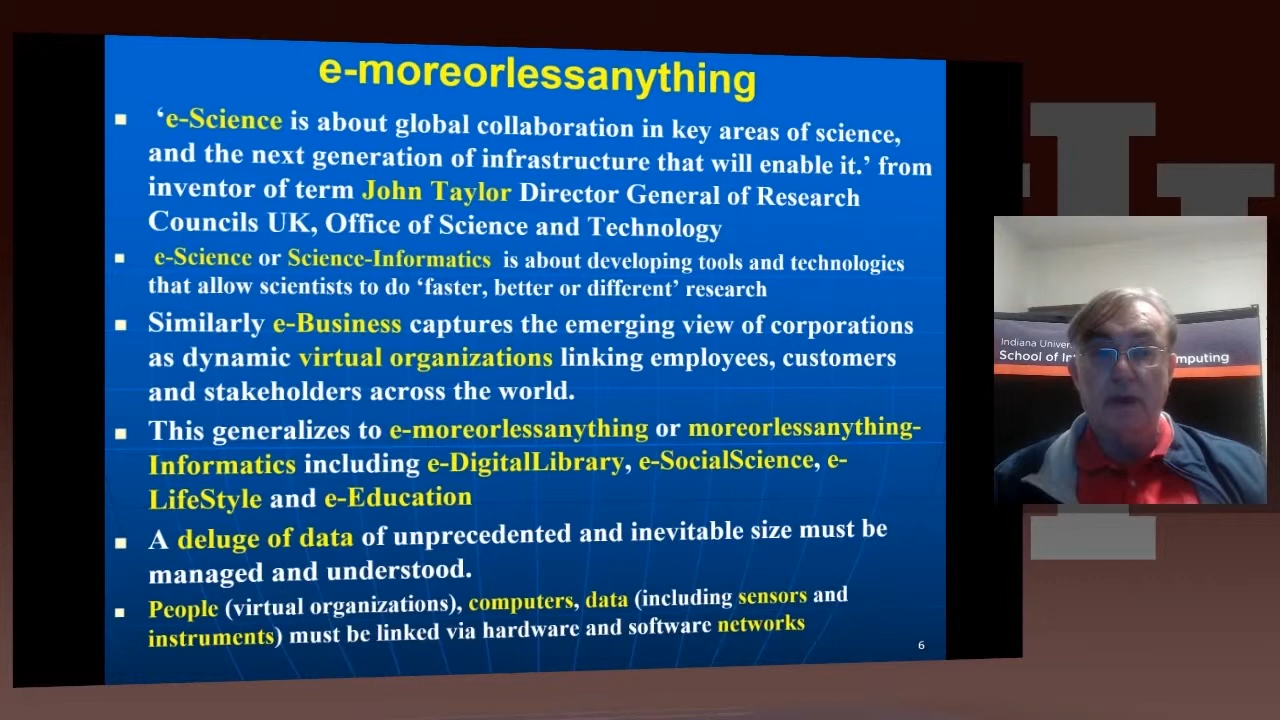 e-moreorlessanything
‘e-Science is about global collaboration in key areas of science,
and the next generation of infrastructure that will enable it.’ from
inventor of term John Taylor Director General of Research
Councils UK, Office of Science and Technology
e-Science or Science-Informatics is about developing tools and technologies
that allow scientists to do ‘faster, better or different’ research
Similarly e-Business captures the emerging view of corporations
as dynamic virtual organizations linking employees, customers
and stakeholders across the world.
This generalizes to e-moreorlessanything or moreorlessanything-
Informatics including e-DigitalLibrary, e-SocialScience, e-
LifeStyle and e-Education
A deluge of data of unprecedented and inevitable size must be
managed and understood.
People (virtual organizations), computers, data (including sensors and
instruments) must be linked via hardware and software networks
6
Indiana
School of